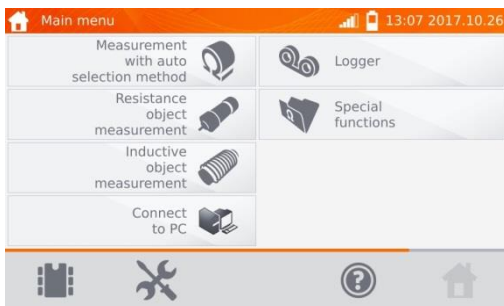 Main menu
13:07 2017.10.26
Measurement
with auto
selection method
Logger
Resistance
object
measurement
Special
functions
Inductive
object
measurement
Connect
to PC